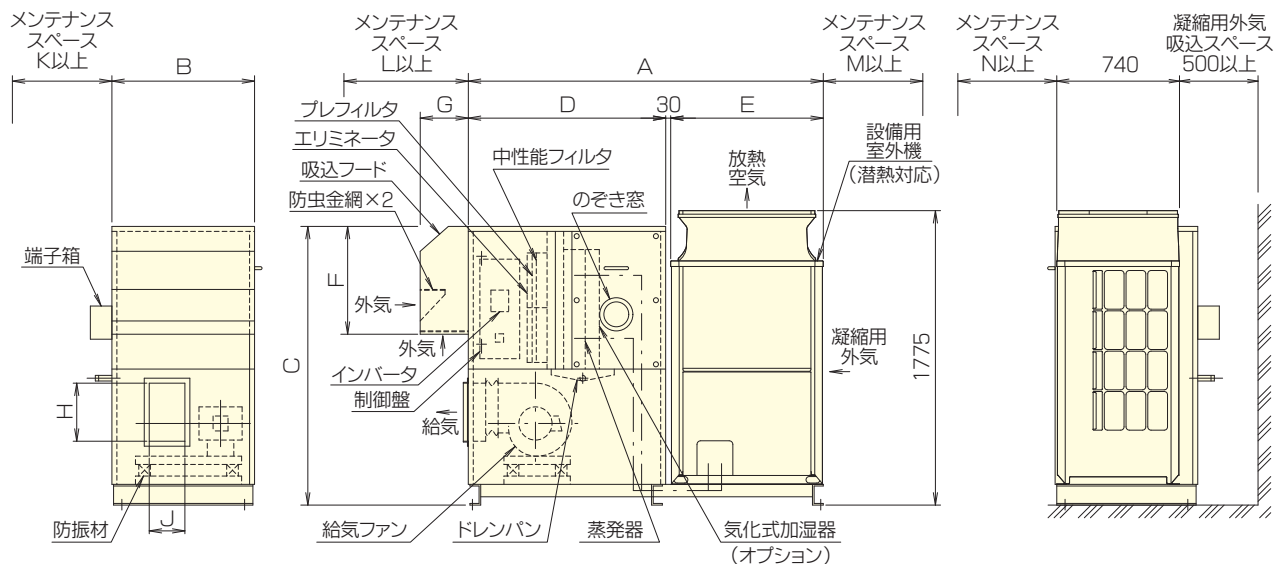 メンテナンス
スペース
K以上
B
メンテナンス
スペース
L以上
A
メンテナンス
スペース
M以上
メンテナンス
スペース
N以上
740
凝縮用外気
吸込スペース
500以上
G
D
30
E
プレフィルタ
エリミネータ
吸込フード
防虫金網×2
中性能フィルタ
のぞき窓
放熱
空気
設備用
室外機
(潜熱対応)
端子箱
F
外気
外気
C
インバータ
制御盤
給気
凝縮用
外気
1775
H
J
防振材
給気ファン
ドレンパン
蒸発器
気化式加湿器
(オプション)